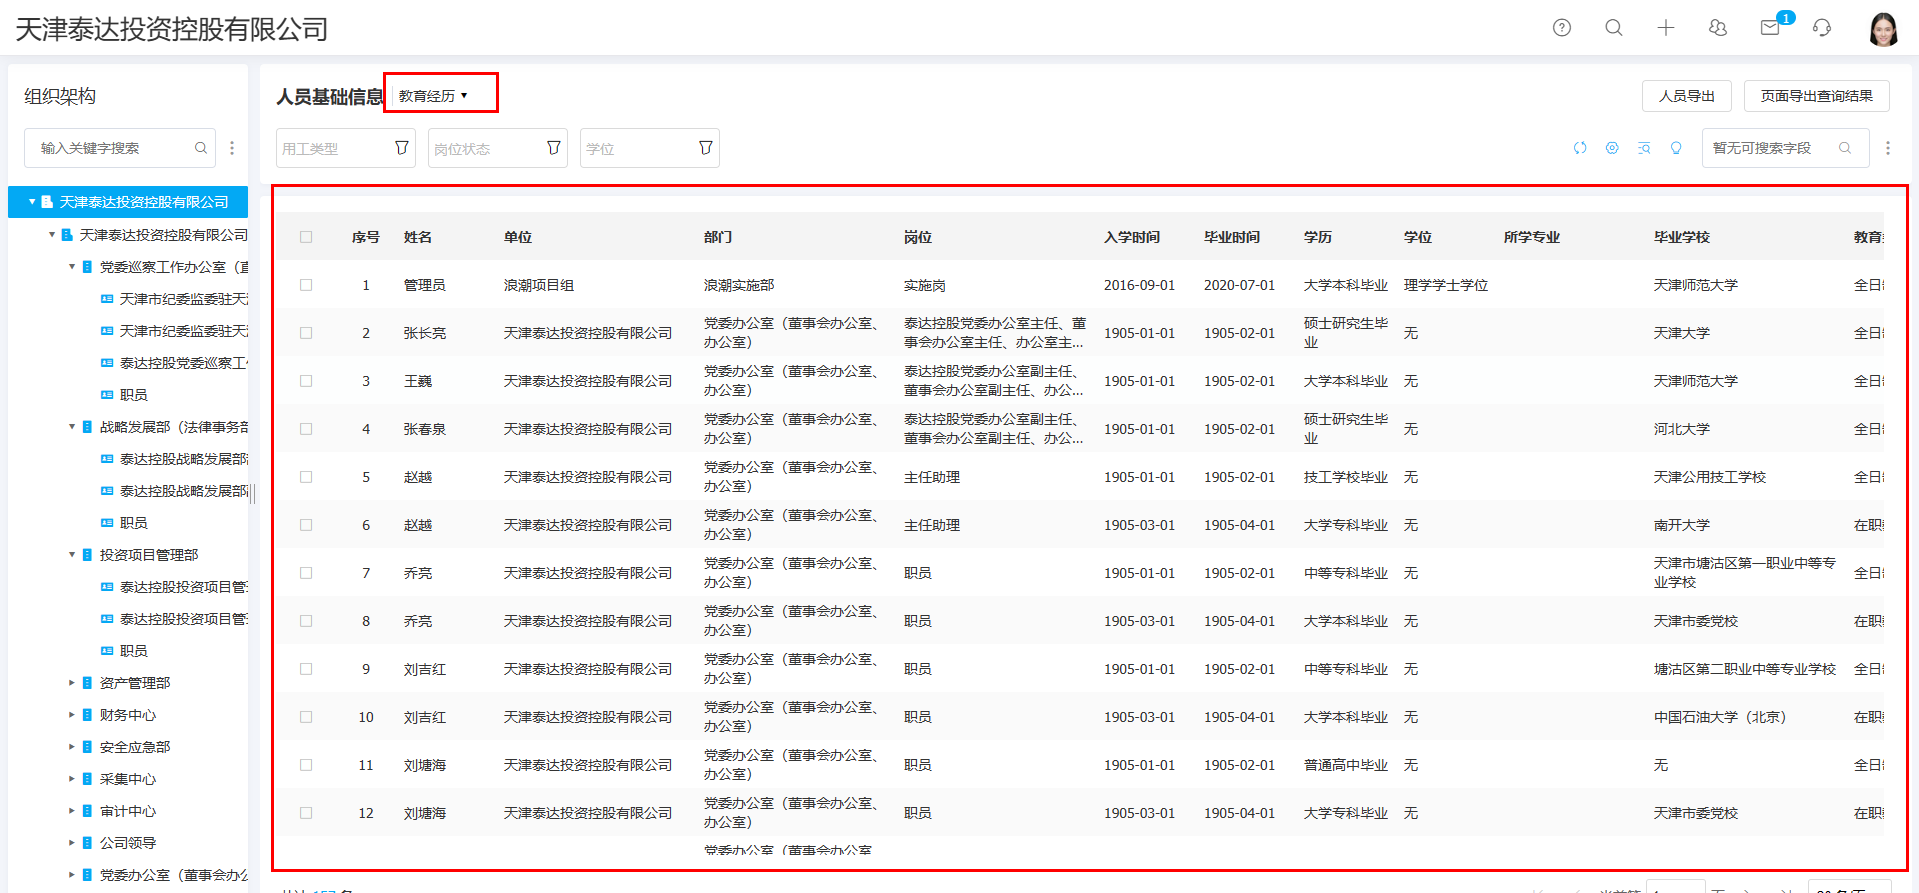 天津泰达投资控股有限公司
1
组织架构
输入关键字搜索
天津泰达投资控股有限公司
天津泰达投资控股有限公司
党委巡察工作办公室（直
天津市纪委监委驻天
天津市纪委监委驻天
泰达控股党委巡察工
职员
战略发展部（法律事务部
泰达控股战略发展部
泰达控股战略发展部
职员
投资项目管理部
泰达控股投资项目管
泰达控股投资项目管
职员
资产管理部
财务中心
安全应急部
采集中心
审计中心
公司领导
党委办公室（董事会办公
人员基础信息 教育经历
人员导出 页面导出查询结果
用工类型 岗位状态 学位 暂无可搜索字段
序号 姓名 单位 部门 岗位 入学时间 毕业时间 学历 学位 所学专业 毕业学校 教育
1 管理员 浪潮项目组 浪潮实施部 实施岗 2016-09-01 2020-07-01 大学本科毕业 理学学士学位 天津师范大学 全日
2 张长亮 天津泰达投资控股有限公司 党委办公室（董事会办公室、办公室） 泰达控股党委办公室主任、董事会办公室主任、办公室主... 1905-01-01 1905-02-01 硕士研究生毕业 无 天津大学 全日
3 王巍 天津泰达投资控股有限公司 党委办公室（董事会办公室、办公室） 泰达控股党委办公室副主任、董事会办公室副主任、办公... 1905-01-01 1905-02-01 大学本科毕业 无 天津师范大学 全日
4 张春泉 天津泰达投资控股有限公司 党委办公室（董事会办公室、办公室） 泰达控股党委办公室副主任、董事会办公室副主任、办公... 1905-01-01 1905-02-01 硕士研究生毕业 无 河北大学 全日
5 赵越 天津泰达投资控股有限公司 党委办公室（董事会办公室、办公室） 主任助理 1905-01-01 1905-02-01 技工学校毕业 无 天津公用技工学校 全日
6 赵越 天津泰达投资控股有限公司 党委办公室（董事会办公室、办公室） 主任助理 1905-03-01 1905-04-01 大学专科毕业 无 南开大学 在职
7 乔亮 天津泰达投资控股有限公司 党委办公室（董事会办公室、办公室） 职员 1905-01-01 1905-02-01 中等专科毕业 无 天津市塘沽区第一职业中等专业学校 全日
8 乔亮 天津泰达投资控股有限公司 党委办公室（董事会办公室、办公室） 职员 1905-03-01 1905-04-01 大学本科毕业 无 天津市委党校 在职
9 刘吉红 天津泰达投资控股有限公司 党委办公室（董事会办公室、办公室） 职员 1905-01-01 1905-02-01 中等专科毕业 无 塘沽区第二职业中等专业学校 全日
10 刘吉红 天津泰达投资控股有限公司 党委办公室（董事会办公室、办公室） 职员 1905-03-01 1905-04-01 大学本科毕业 无 中国石油大学（北京） 在职
11 刘塘海 天津泰达投资控股有限公司 党委办公室（董事会办公室、办公室） 职员 1905-01-01 1905-02-01 普通高中毕业 无 无 全日
12 刘塘海 天津泰达投资控股有限公司 党委办公室（董事会办公室、办公室） 职员 1905-03-01 1905-04-01 大学专科毕业 无 天津市委党校 在职
党委办公室（董事会办公室